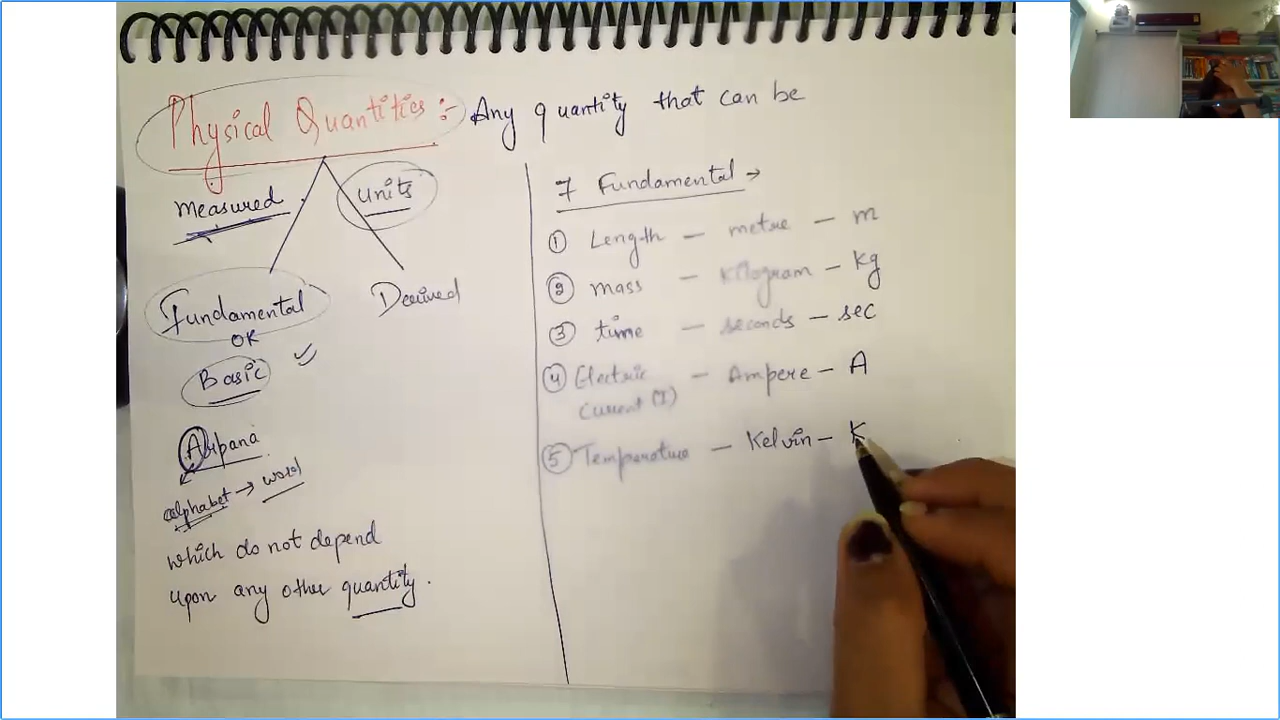 Physical Quantities :- Any quantity that can be
measured units
Fundamental Derived
OR
Basic
Arpana
alphabet → word
which do not depend
upon any other quantity.
7 Fundamental →
① Length – metre – m
② mass – kilogram – kg
③ time – seconds – sec
④ Electric – Ampere – A
Current (I)
⑤ Temperature – Kelvin – K